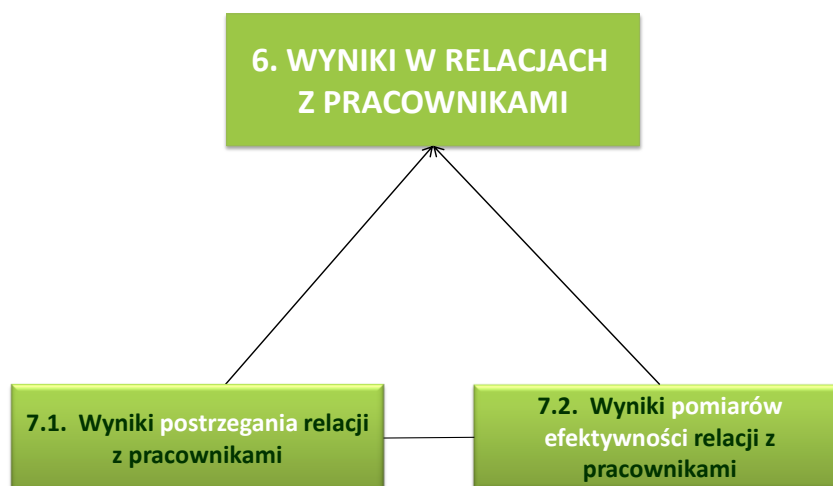 6. WYNIKI W RELACJACH
Z PRACOWNIKAMI
7.1. Wyniki postrzegania relacji
z pracownikami
7.2. Wyniki pomiarów
efektywności relacji z
pracownikami